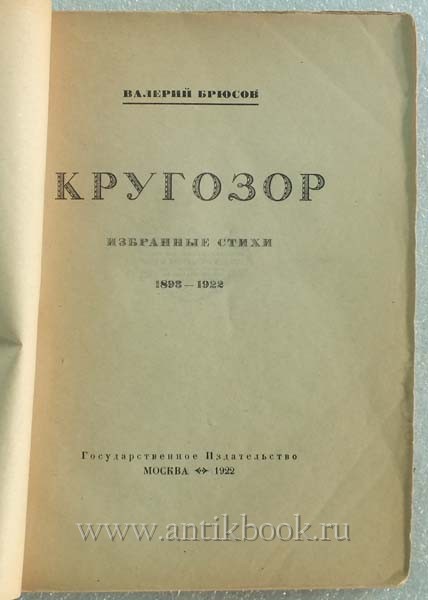 ВАЛЕРИЙ БРЮСОВ
КРУГОЗОР
ИЗБРАННЫЕ СТИХИ
1893—1922
Государственное Издательство
МОСКВА 1922
www.antikbook.ru